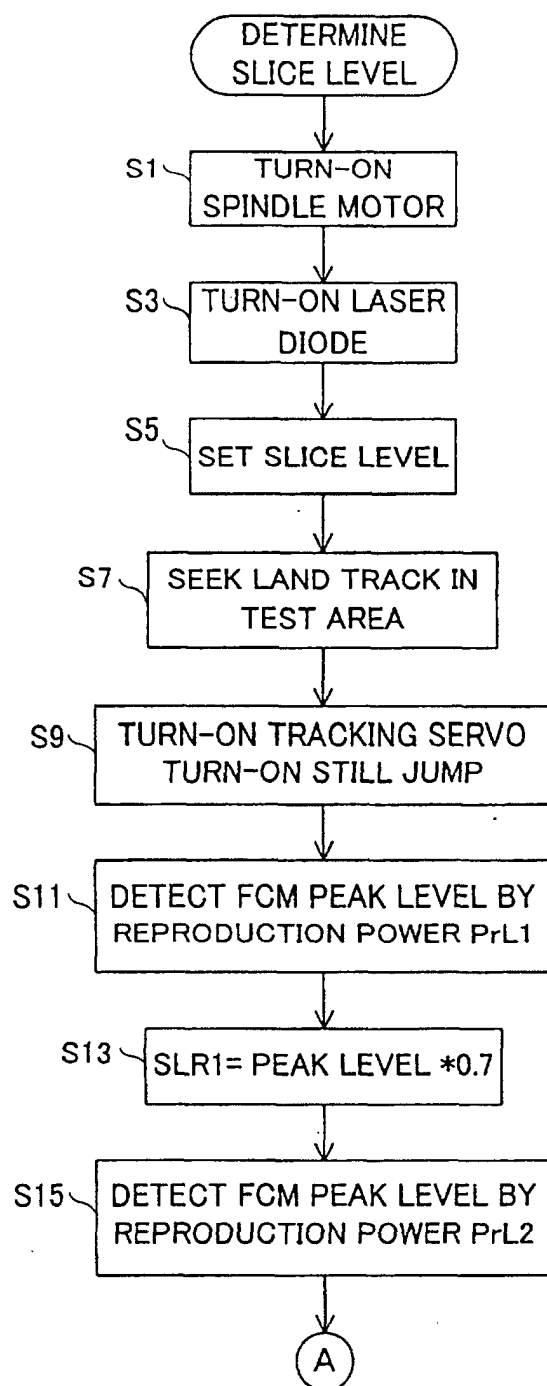 DETERMINE
SLICE LEVEL
S1
TURN-ON
SPINDLE MOTOR
S3
TURN-ON LASER
DIODE
S5
SET SLICE LEVEL
S7
SEEK LAND TRACK IN
TEST AREA
S9
TURN-ON TRACKING SERVO
TURN-ON STILL JUMP
S11
DETECT FCM PEAK LEVEL BY
REPRODUCTION POWER PrL1
S13
SLR1= PEAK LEVEL *0.7
S15
DETECT FCM PEAK LEVEL BY
REPRODUCTION POWER PrL2
A